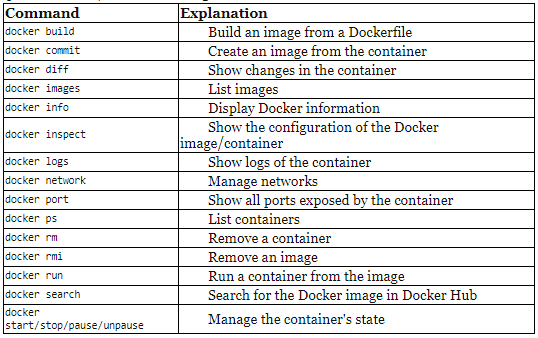 Command Explanation
docker build Build an image from a Dockerfile
docker commit Create an image from the container
docker diff Show changes in the container
docker images List images
docker info Display Docker information
docker inspect Show the configuration of the Docker
image/container
docker logs Show logs of the container
docker network Manage networks
docker port Show all ports exposed by the container
docker ps List containers
docker rm Remove a container
docker rmi Remove an image
docker run Run a container from the image
docker search Search for the Docker image in Docker Hub
docker
start/stop/pause/unpause Manage the container's state